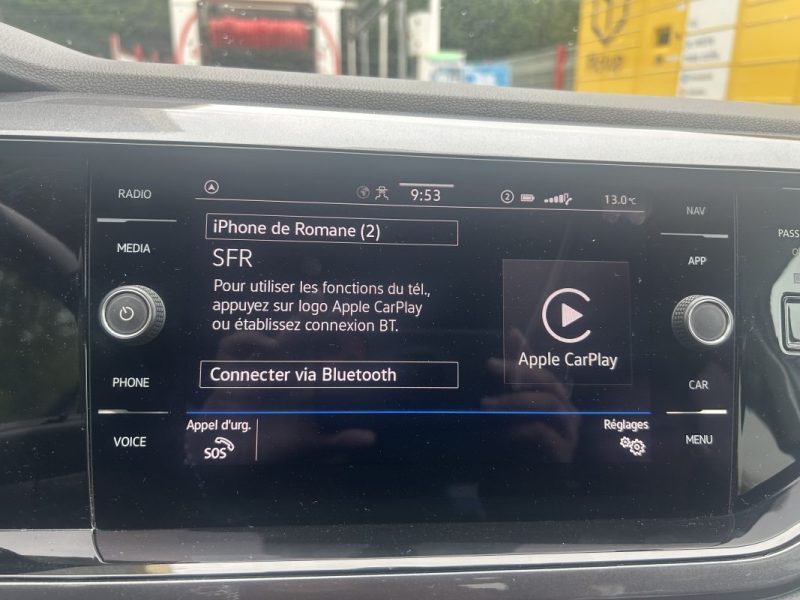 RADIO
MEDIA
PHONE
VOICE
9:53
2
13.0°C
iPhone de Romane (2)
SFR
Pour utiliser les fonctions du tél.,
appuyez sur logo Apple CarPlay
ou établissez connexion BT.
Connecter via Bluetooth
Apple CarPlay
Appel d'urg.
SOS
Réglages
NAV
APP
CAR
MENU
PASS